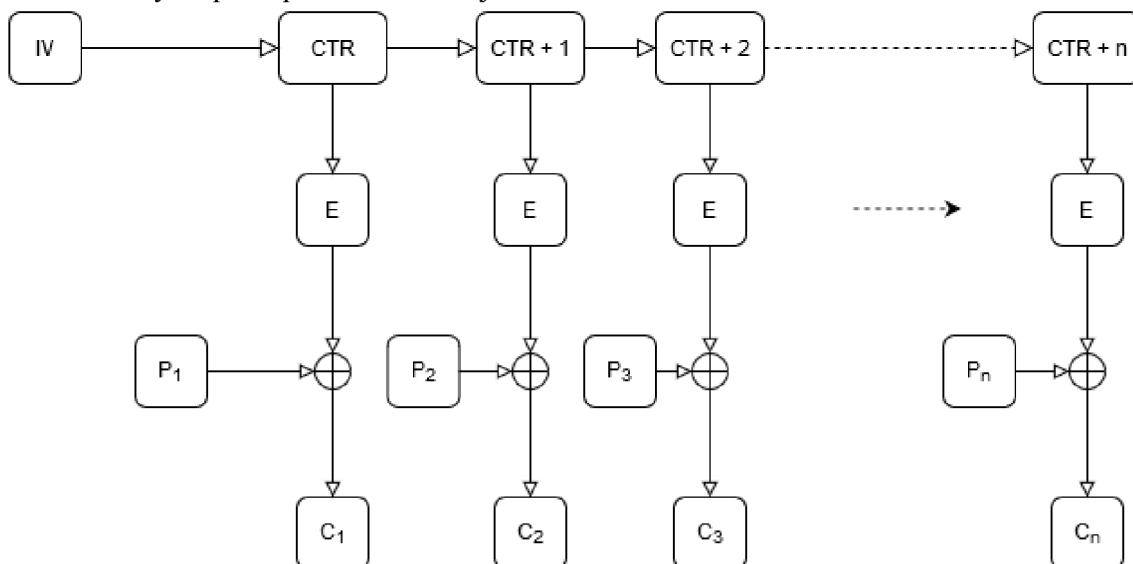 IV CTR CTR + 1 CTR + 2 CTR + n
E E E E
P1 P2 P3 Pn
C1 C2 C3 Cn